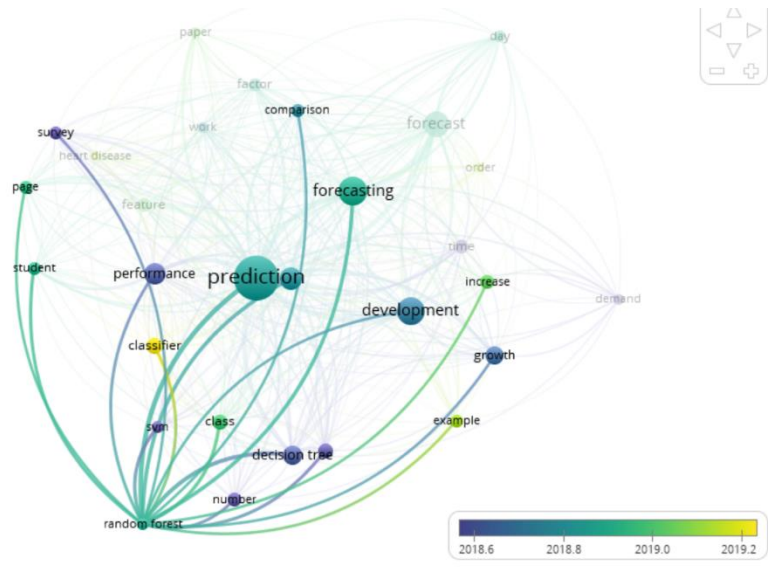 paper
day
factor
comparison
forecast
work
survey
heart disease
order
page
forecasting
feature
time
student
performance
prediction
increase
demand
development
classifier
growth
svm
class
example
decision tree
number
random forest
2018.6 2018.8 2019.0 2019.2